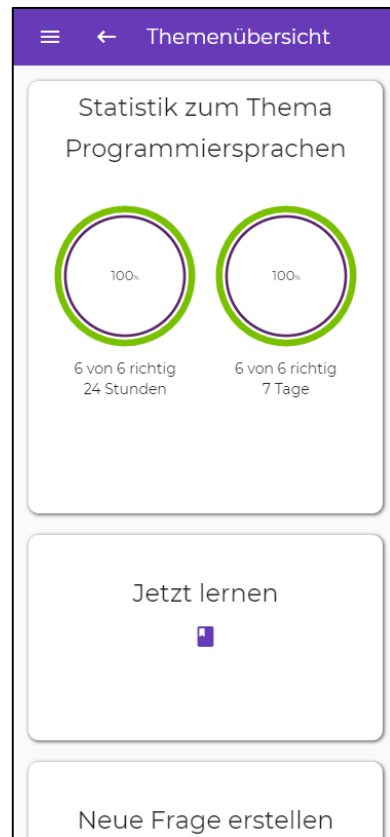 Themenübersicht
Statistik zum Thema
Programmiersprachen
100%
100%
6 von 6 richtig
24 Stunden
6 von 6 richtig
7 Tage
Jetzt lernen
Neue Frage erstellen